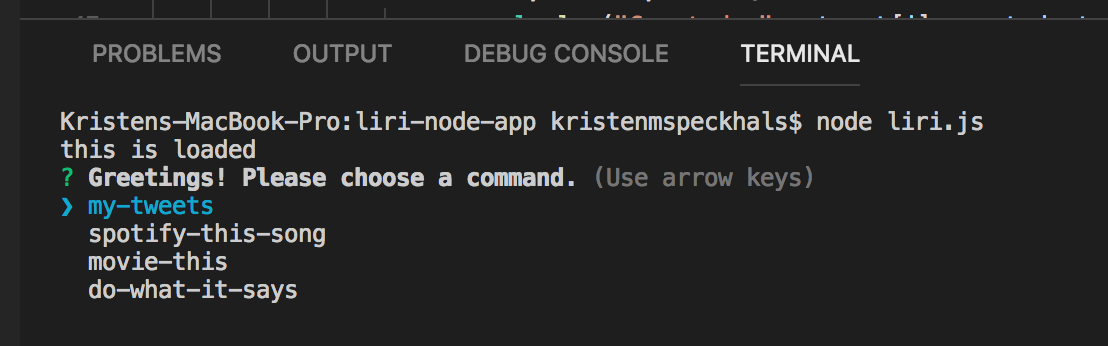 PROBLEMS OUTPUT DEBUG CONSOLE TERMINAL
Kristens-MacBook-Pro:liri-node-app kristenmspeckhals$ node liri.js
this is loaded
? Greetings! Please choose a command. (Use arrow keys)
❯ my-tweets
spotify-this-song
movie-this
do-what-it-says